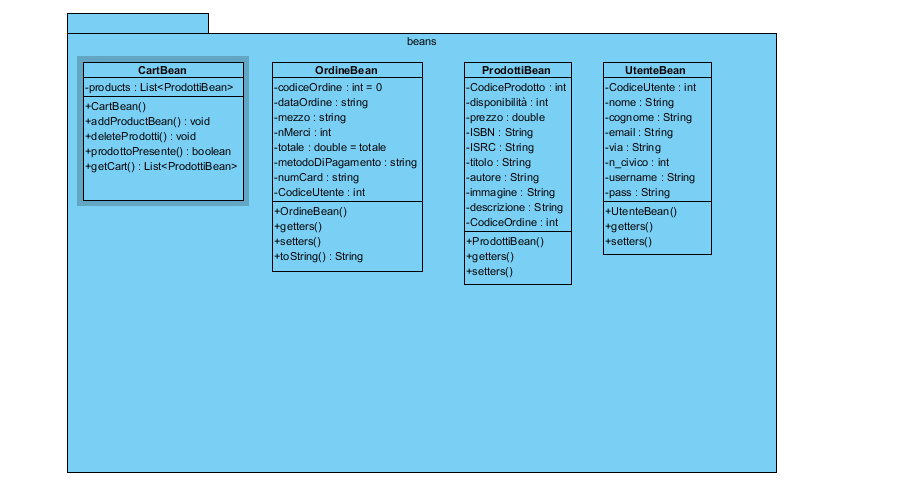 beans
CartBean
-products : List<ProdottiBean>
+CartBean()
+addProductBean() : void
+deleteProdotti() : void
+prodottoPresente() : boolean
+getCart() : List<ProdottiBean>
OrdineBean
-codiceOrdine : int = 0
-dataOrdine : string
-mezzo : string
-nMerci : int
-totale : double = totale
-metodoDiPagamento : string
-numCard : string
-CodiceUtente : int
+OrdineBean()
+getters()
+setters()
+toString() : String
ProdottiBean
-CodiceProdotto : int
-disponibilità : int
-prezzo : double
-ISBN : String
-ISRC : String
-titolo : String
-autore : String
-immagine : String
-descrizione : String
-CodiceOrdine : int
+ProdottiBean()
+getters()
+setters()
UtenteBean
-CodiceUtente : int
-nome : String
-cognome : String
-email : String
-via : String
-n_civico : int
-username : String
-pass : String
+UtenteBean()
+getters()
+setters()